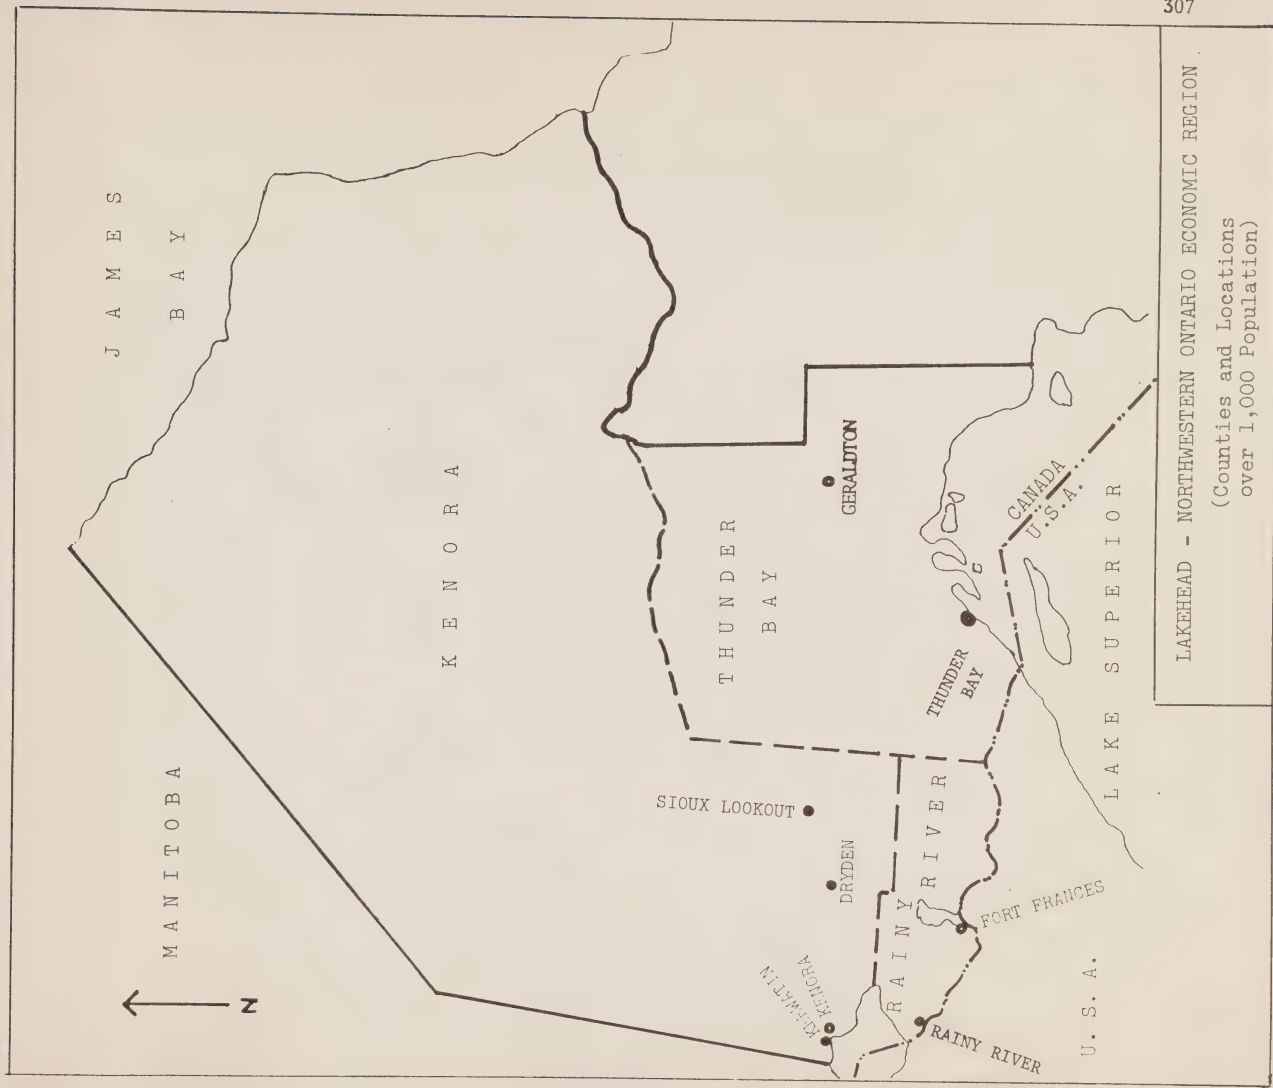 307
LAKEHEAD - NORTHWESTERN ONTARIO ECONOMIC REGION
(Counties and Locations
over 1,000 Population)
JAMES
BAY
MANITOBA
N
KENORA
THUNDER
BAY
GERALDTON
SIOUX LOOKOUT
DRYDEN
KEEWATIN
KENORA
RAINY RIVER
THUNDER
BAY
FORT FRANCES
RAINY RIVER
CANADA
U.S.A.
LAKE SUPERIOR
U.S.A.